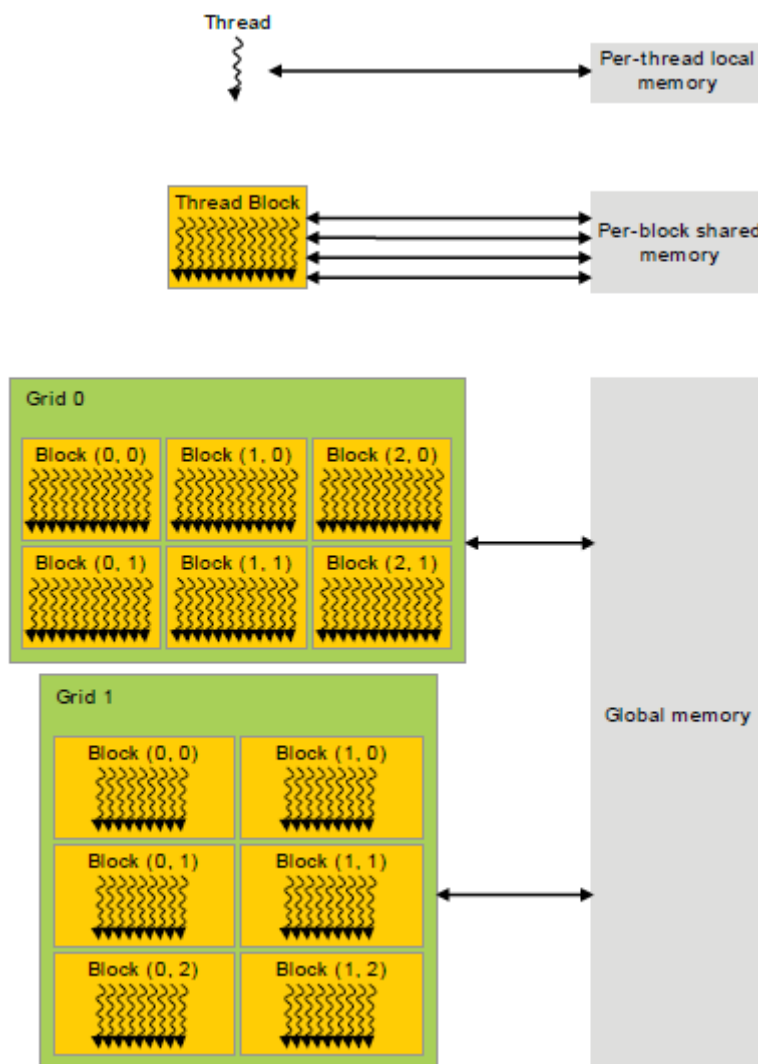 Thread
Per-thread local
memory
Thread Block
Per-block shared
memory
Grid 0
Block (0, 0) Block (1, 0) Block (2, 0)
Block (0, 1) Block (1, 1) Block (2, 1)
Grid 1
Global memory
Block (0, 0) Block (1, 0)
Block (0, 1) Block (1, 1)
Block (0, 2) Block (1, 2)